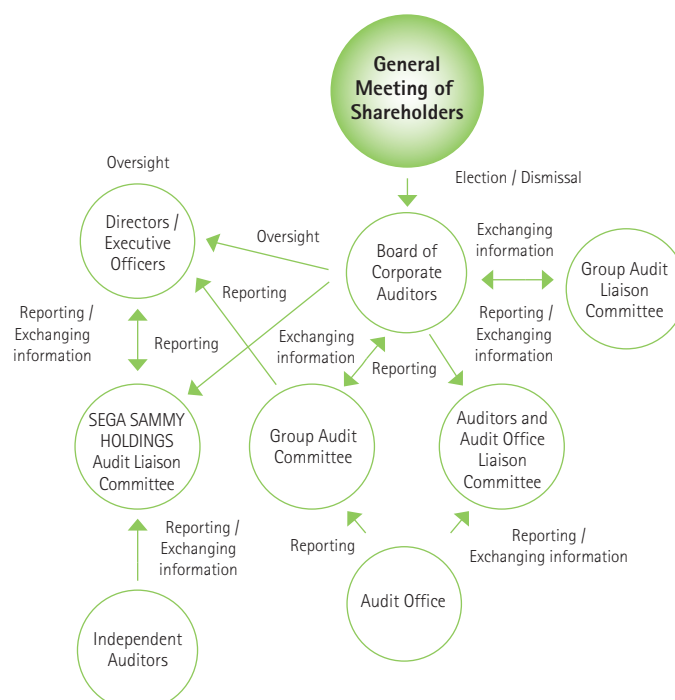 General
Meeting of
Shareholders
Election / Dismissal
Oversight
Directors /
Executive
Officers
Oversight
Board of
Corporate
Auditors
Exchanging
information
Group Audit
Liaison
Committee
Reporting /
Exchanging
information
Reporting
Reporting /
Exchanging
information
Reporting
Exchanging
information
Reporting
SEGA SAMMY
HOLDINGS
Audit Liaison
Committee
Group Audit
Committee
Auditors and
Audit Office
Liaison
Committee
Reporting /
Exchanging
information
Reporting
Reporting /
Exchanging information
Audit Office
Independent
Auditors